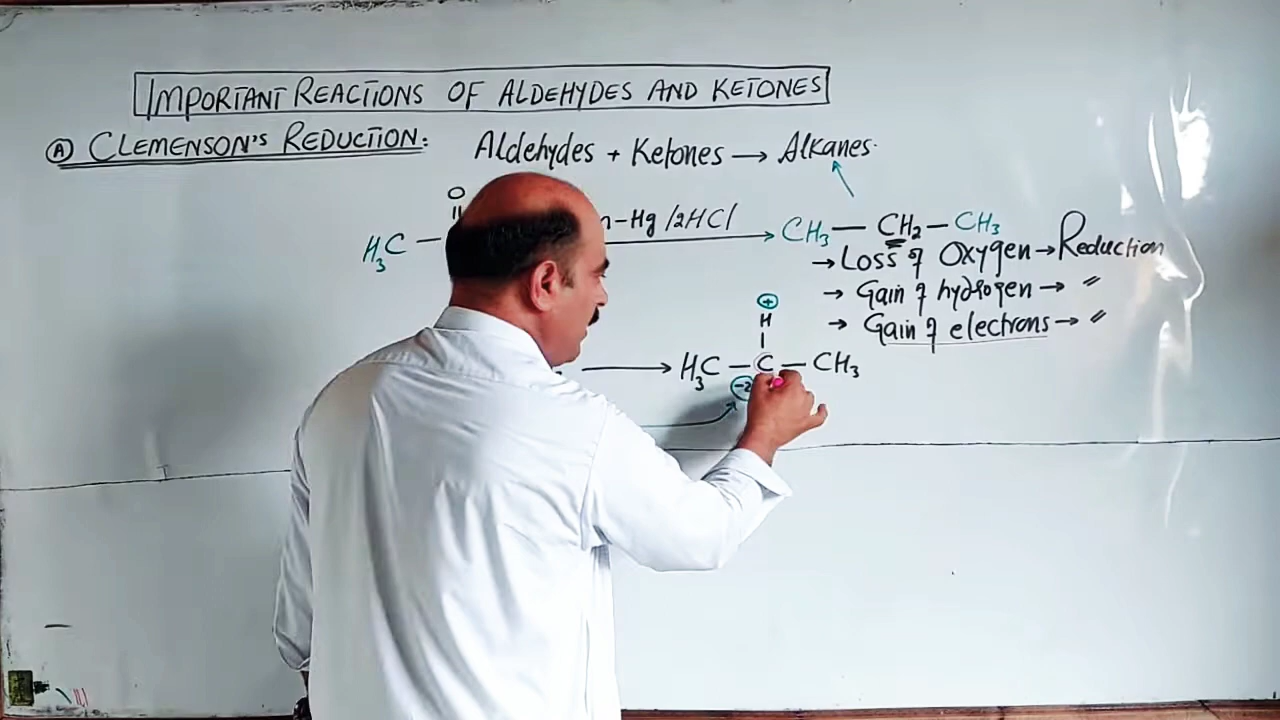 IMPORTANT REACTIONS OF ALDEHYDES AND KETONES
Ⓐ CLEMENSON'S REDUCTION:
Aldehydes + Ketones → Alkanes.
O
H₃C —
n-Hg/2HCl → CH₃ — CH₂ — CH₃
→ Loss of Oxygen → Reduction
→ Gain of hydrogen → 〃
→ Gain of electrons → 〃
⊕
H
→ H₃C — C — CH₃
-2